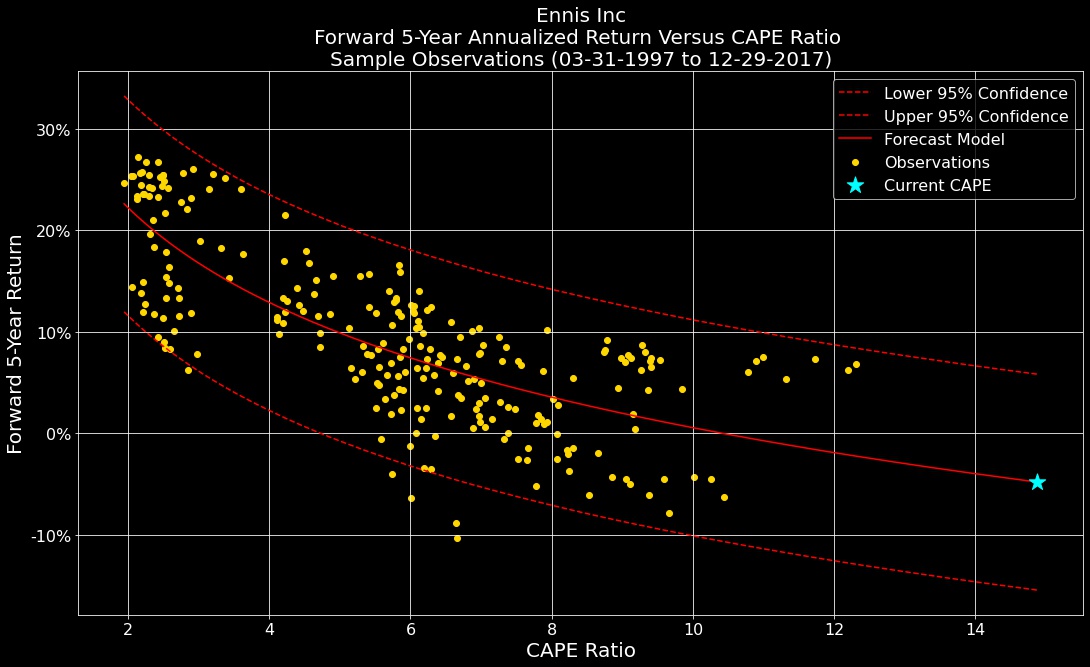 Ennis Inc
Forward 5-Year Annualized Return Versus CAPE Ratio
Sample Observations (03-31-1997 to 12-29-2017)
Lower 95% Confidence
Upper 95% Confidence
Forecast Model
Observations
Current CAPE
Forward 5-Year Return
30%
20%
10%
0%
-10%
2
4
6
8
10
12
14
CAPE Ratio